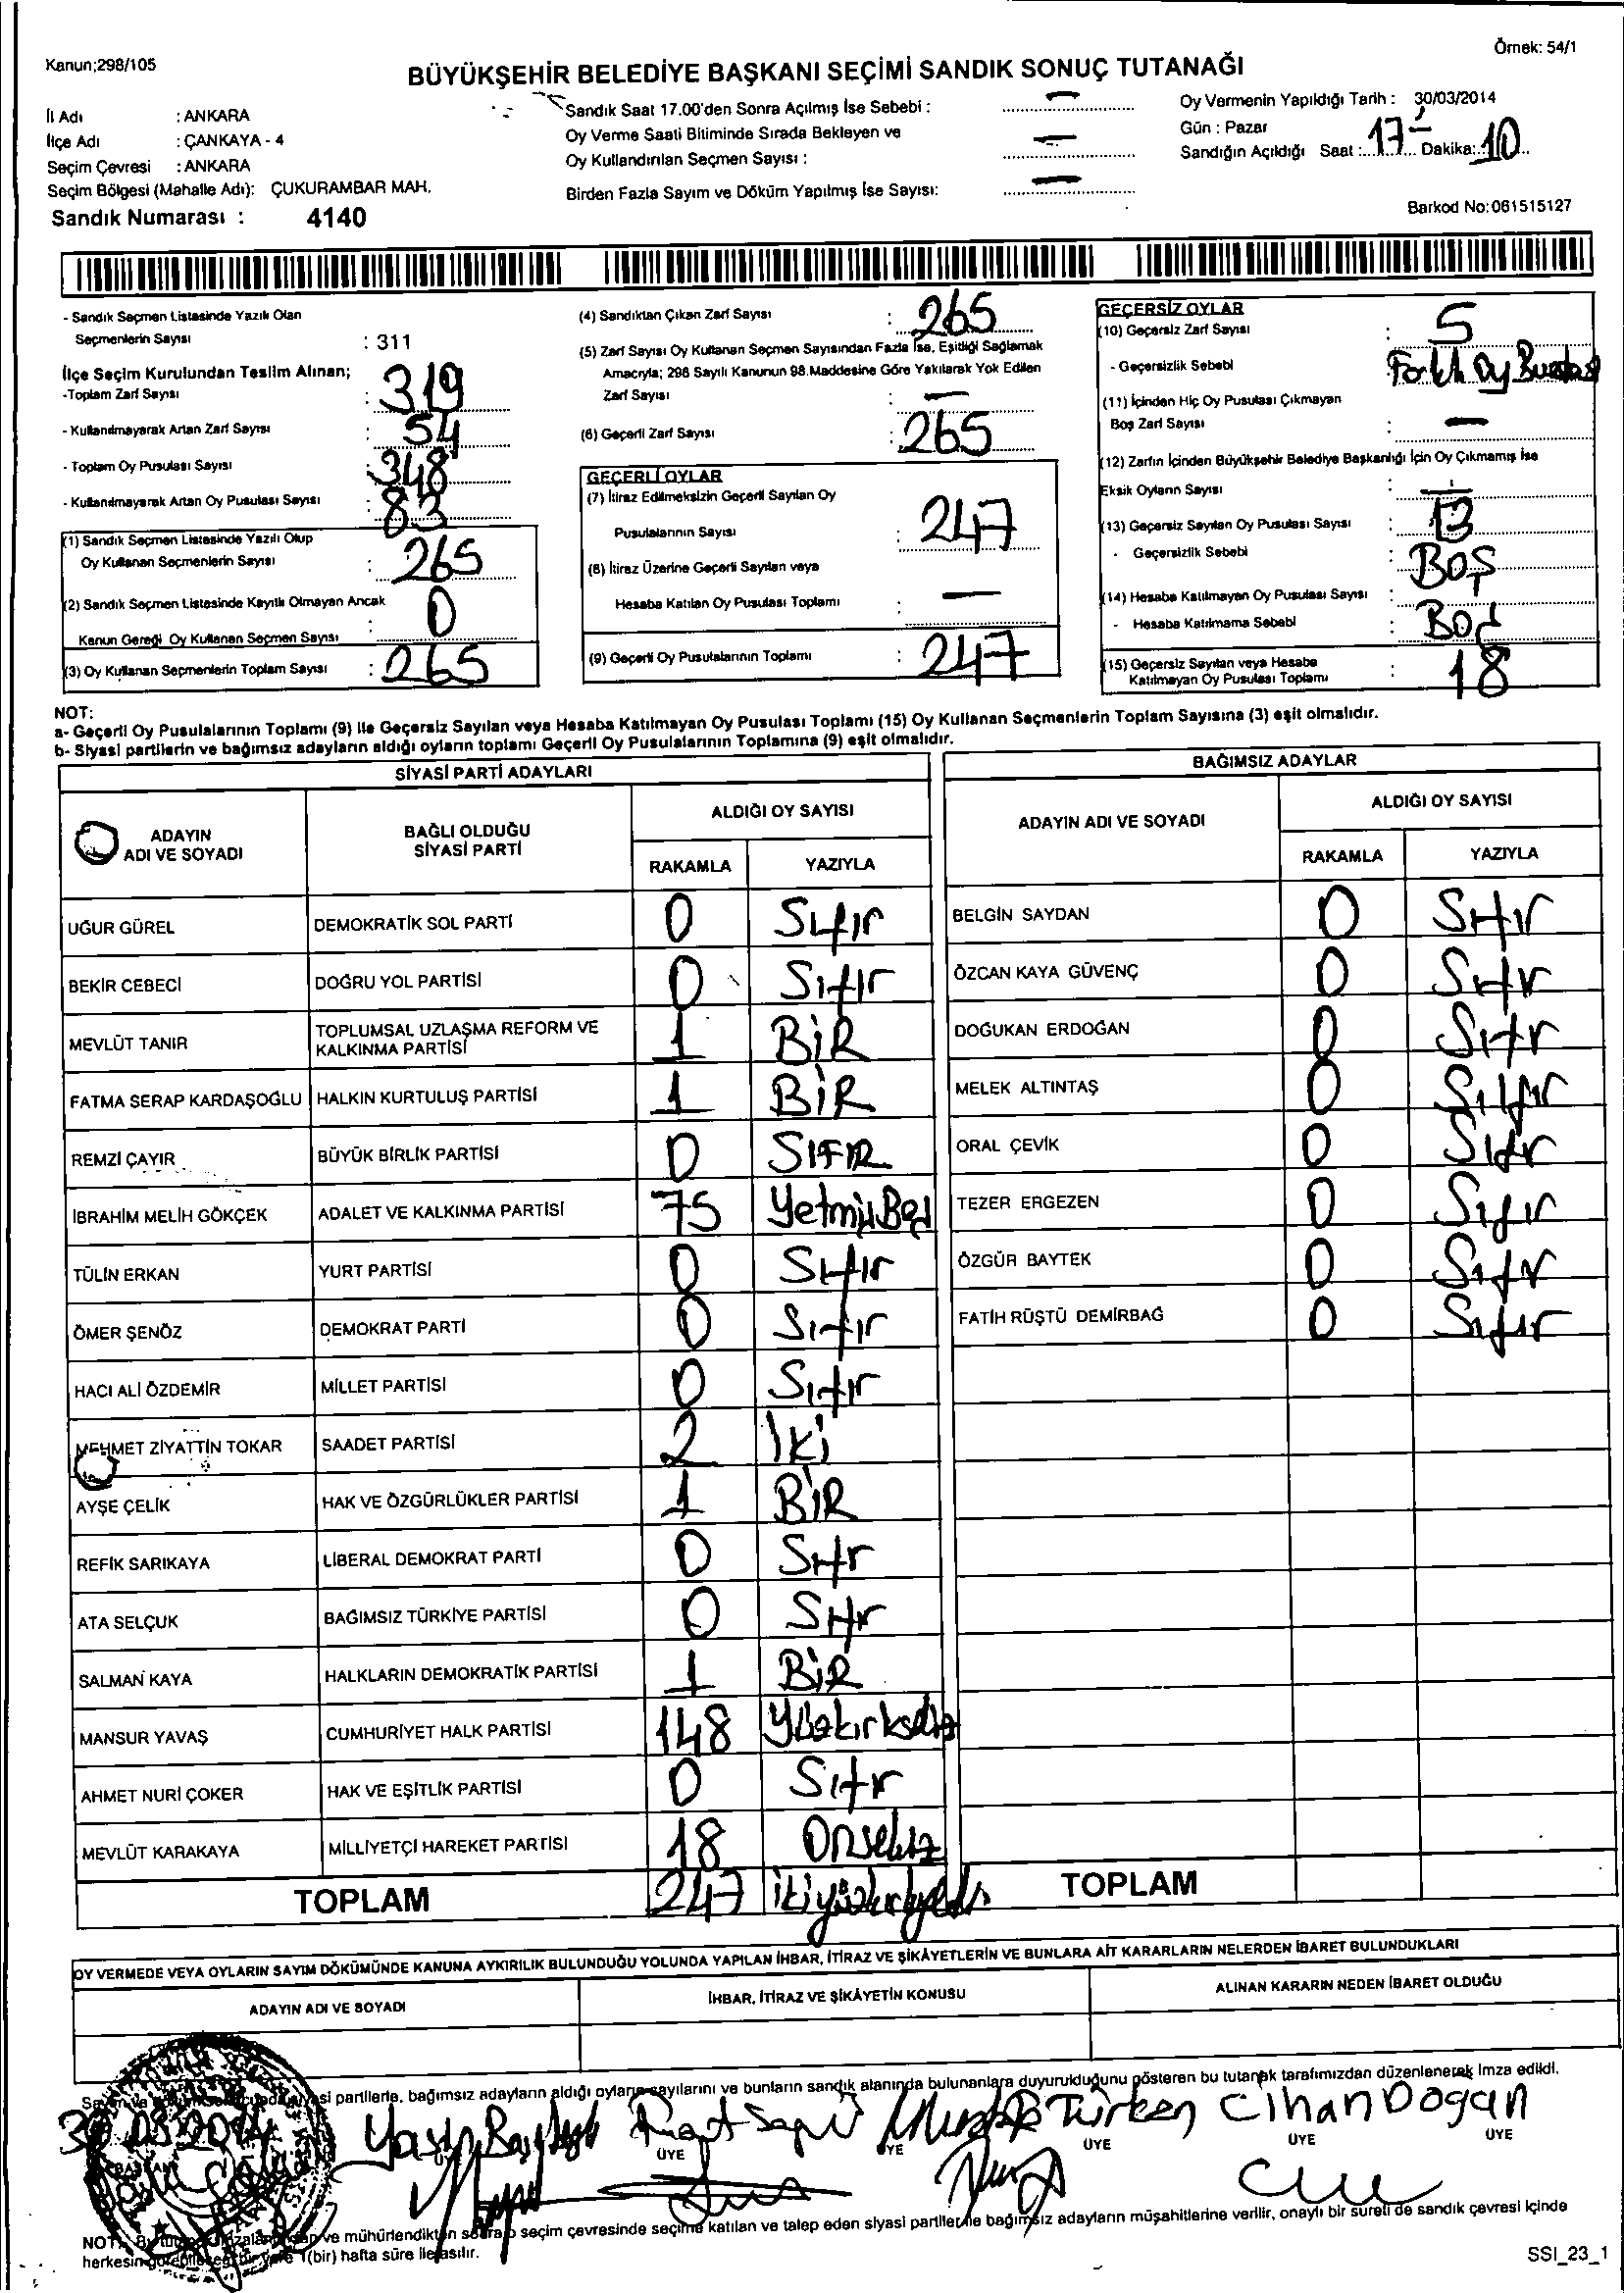 Kanun;298/105
Örnek: 54/1
BÜYÜKŞEHİR BELEDİYE BAŞKANI SEÇİMİ SANDIK SONUÇ TUTANAĞI
İl Adı : ANKARA
İlçe Adı : ÇANKAYA - 4
Seçim Çevresi : ANKARA
Seçim Bölgesi (Mahalle Adı): ÇUKURAMBAR MAH.
Sandık Numarası : 4140
Sandık Saat 17.00'den Sonra Açılmış İse Sebebi : —
Oy Verme Saati Bitiminde Sırada Bekleyen ve
Oy Kullandırılan Seçmen Sayısı : —
Birden Fazla Sayım ve Döküm Yapılmış İse Sayısı: —
Oy Vermenin Yapıldığı Tarih : 30/03/2014
Gün : Pazar
Sandığın Açıldığı Saat : 17 Dakika: 10
Barkod No: 061515127
- Sandık Seçmen Listesinde Yazılı Olan
Seçmenlerin Sayısı : 311
İlçe Seçim Kurulundan Teslim Alınan;
-Toplam Zarf Sayısı : 319
- Kullanılmayarak Artan Zarf Sayısı : 54
- Toplam Oy Pusulası Sayısı : 348
- Kullanılmayarak Artan Oy Pusulası Sayısı : 83
(1) Sandık Seçmen Listesinde Yazılı Olup
Oy Kullanan Seçmenlerin Sayısı : 265
(2) Sandık Seçmen Listesinde Kayıtlı Olmayan Ancak
Kanun Gereği Oy Kullanan Seçmen Sayısı : 0
(3) Oy Kullanan Seçmenlerin Toplam Sayısı : 265
(4) Sandıktan Çıkan Zarf Sayısı : 265
(5) Zarf Sayısı Oy Kullanan Seçmen Sayısından Fazla İse, Eşitliği Sağlamak
Amacıyla; 298 Sayılı Kanunun 98.Maddesine Göre Yakılarak Yok Edilen
Zarf Sayısı : —
(6) Geçerli Zarf Sayısı : 265
GEÇERLİ OYLAR
(7) İtiraz Edilmeksizin Geçerli Sayılan Oy
Pusulalarının Sayısı : 247
(8) İtiraz Üzerine Geçerli Sayılan veya
Hesaba Katılan Oy Pusulası Toplamı : —
(9) Geçerli Oy Pusulalarının Toplamı : 247
GEÇERSİZ OYLAR
(10) Geçersiz Zarf Sayısı : 5
- Geçersizlik Sebebi : Farklı Oy
(11) İçinden Hiç Oy Pusulası Çıkmayan
Boş Zarf Sayısı : —
(12) Zarfın İçinden Büyükşehir Belediye Başkanlığı İçin Oy Çıkmamış İse
Eksik Oyların Sayısı : —
(13) Geçersiz Sayılan Oy Pusulası Sayısı : 13
- Geçersizlik Sebebi : BOŞ
(14) Hesaba Katılmayan Oy Pusulası Sayısı :
- Hesaba Katılmama Sebebi : Boş
(15) Geçersiz Sayılan veya Hesaba
Katılmayan Oy Pusulası Toplamı : 18
NOT:
a- Geçerli Oy Pusulalarının Toplamı (9) ile Geçersiz Sayılan veya Hesaba Katılmayan Oy Pusulası Toplamı (15) Oy Kullanan Seçmenlerin Toplam Sayısına (3) eşit olmalıdır.
b- Siyasi partilerin ve bağımsız adayların aldığı oyların toplamı Geçerli Oy Pusulalarının Toplamına (9) eşit olmalıdır.
SİYASİ PARTİ ADAYLARI
ADAYIN ADI VE SOYADI
BAĞLI OLDUĞU SİYASİ PARTİ
ALDIĞI OY SAYISI
RAKAMLA YAZIYLA
UĞUR GÜREL DEMOKRATİK SOL PARTİ 0 Sıfır
BEKİR CEBECİ DOĞRU YOL PARTİSİ 0 Sıfır
MEVLÜT TANIR TOPLUMSAL UZLAŞMA REFORM VE KALKINMA PARTİSİ 1 BİR
FATMA SERAP KARDAŞOĞLU HALKIN KURTULUŞ PARTİSİ 1 BİR
REMZİ ÇAYIR BÜYÜK BİRLİK PARTİSİ 0 SIFIR
İBRAHİM MELİH GÖKÇEK ADALET VE KALKINMA PARTİSİ 75 YetmişBeş
TÜLİN ERKAN YURT PARTİSİ 0 Sıfır
ÖMER ŞENÖZ DEMOKRAT PARTİ 0 Sıfır
HACI ALİ ÖZDEMİR MİLLET PARTİSİ 0 Sıfır
MEHMET ZİYATTİN TOKAR SAADET PARTİSİ 2 İki
AYŞE ÇELİK HAK VE ÖZGÜRLÜKLER PARTİSİ 1 BİR
REFİK SARIKAYA LİBERAL DEMOKRAT PARTİ 0 Sıfır
ATA SELÇUK BAĞIMSIZ TÜRKİYE PARTİSİ 0 Sıfır
SALMAN KAYA HALKLARIN DEMOKRATİK PARTİSİ 1 BİR
MANSUR YAVAŞ CUMHURİYET HALK PARTİSİ 148 Yüzkırksekiz
AHMET NURİ ÇOKER HAK VE EŞİTLİK PARTİSİ 0 Sıfır
MEVLÜT KARAKAYA MİLLİYETÇİ HAREKET PARTİSİ 18 Onsekiz
TOPLAM 247 ikiyüzkırkyedi
BAĞIMSIZ ADAYLAR
ADAYIN ADI VE SOYADI
ALDIĞI OY SAYISI
RAKAMLA YAZIYLA
BELGİN SAYDAN 0 Sıfır
ÖZCAN KAYA GÜVENÇ 0 Sıfır
DOĞUKAN ERDOĞAN 0 Sıfır
MELEK ALTINTAŞ 0 Sıfır
ORAL ÇEVİK 0 Sıfır
TEZER ERGEZEN 0 Sıfır
ÖZGÜR BAYTEK 0 Sıfır
FATİH RÜŞTÜ DEMİRBAĞ 0 Sıfır
TOPLAM
OY VERMEDE VEYA OYLARIN SAYIM DÖKÜMÜNDE KANUNA AYKIRILIK BULUNDUĞU YOLUNDA YAPILAN İHBAR, İTİRAZ VE ŞİKÂYETLERİN VE BUNLARA AİT KARARLARIN NELERDEN İBARET BULUNDUKLARI
ADAYIN ADI VE SOYADI
İHBAR, İTİRAZ VE ŞİKÂYETİN KONUSU
ALINAN KARARIN NEDEN İBARET OLDUĞU
partilerle, bağımsız adayların aldığı oyların sayılarını ve bunların sandık alanında bulunanlara duyurulduğunu gösteren bu tutanak tarafımızdan düzenlenerek imza edildi.
Türken Cihan Dogan
BAŞKAN ÜYE ÜYE ÜYE ÜYE ÜYE ÜYE
NOT: ve mühürlendikten sonra seçim çevresinde seçime katılan ve talep eden siyasi partiler ile bağımsız adayların müşahitlerine verilir, onaylı bir sureti de sandık çevresi içinde
herkesin 1(bir) hafta süre ile asılır.
SSI_23_1